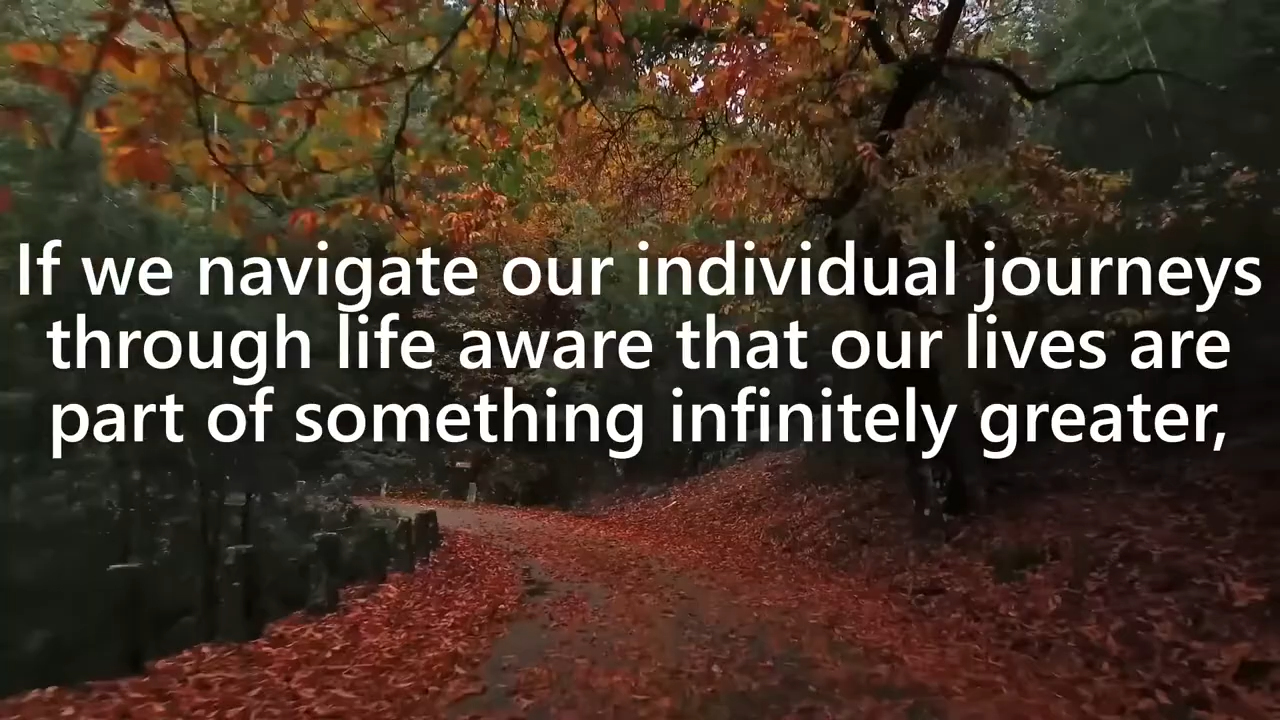 If we navigate our individual journeys
through life aware that our lives are
part of something infinitely greater,